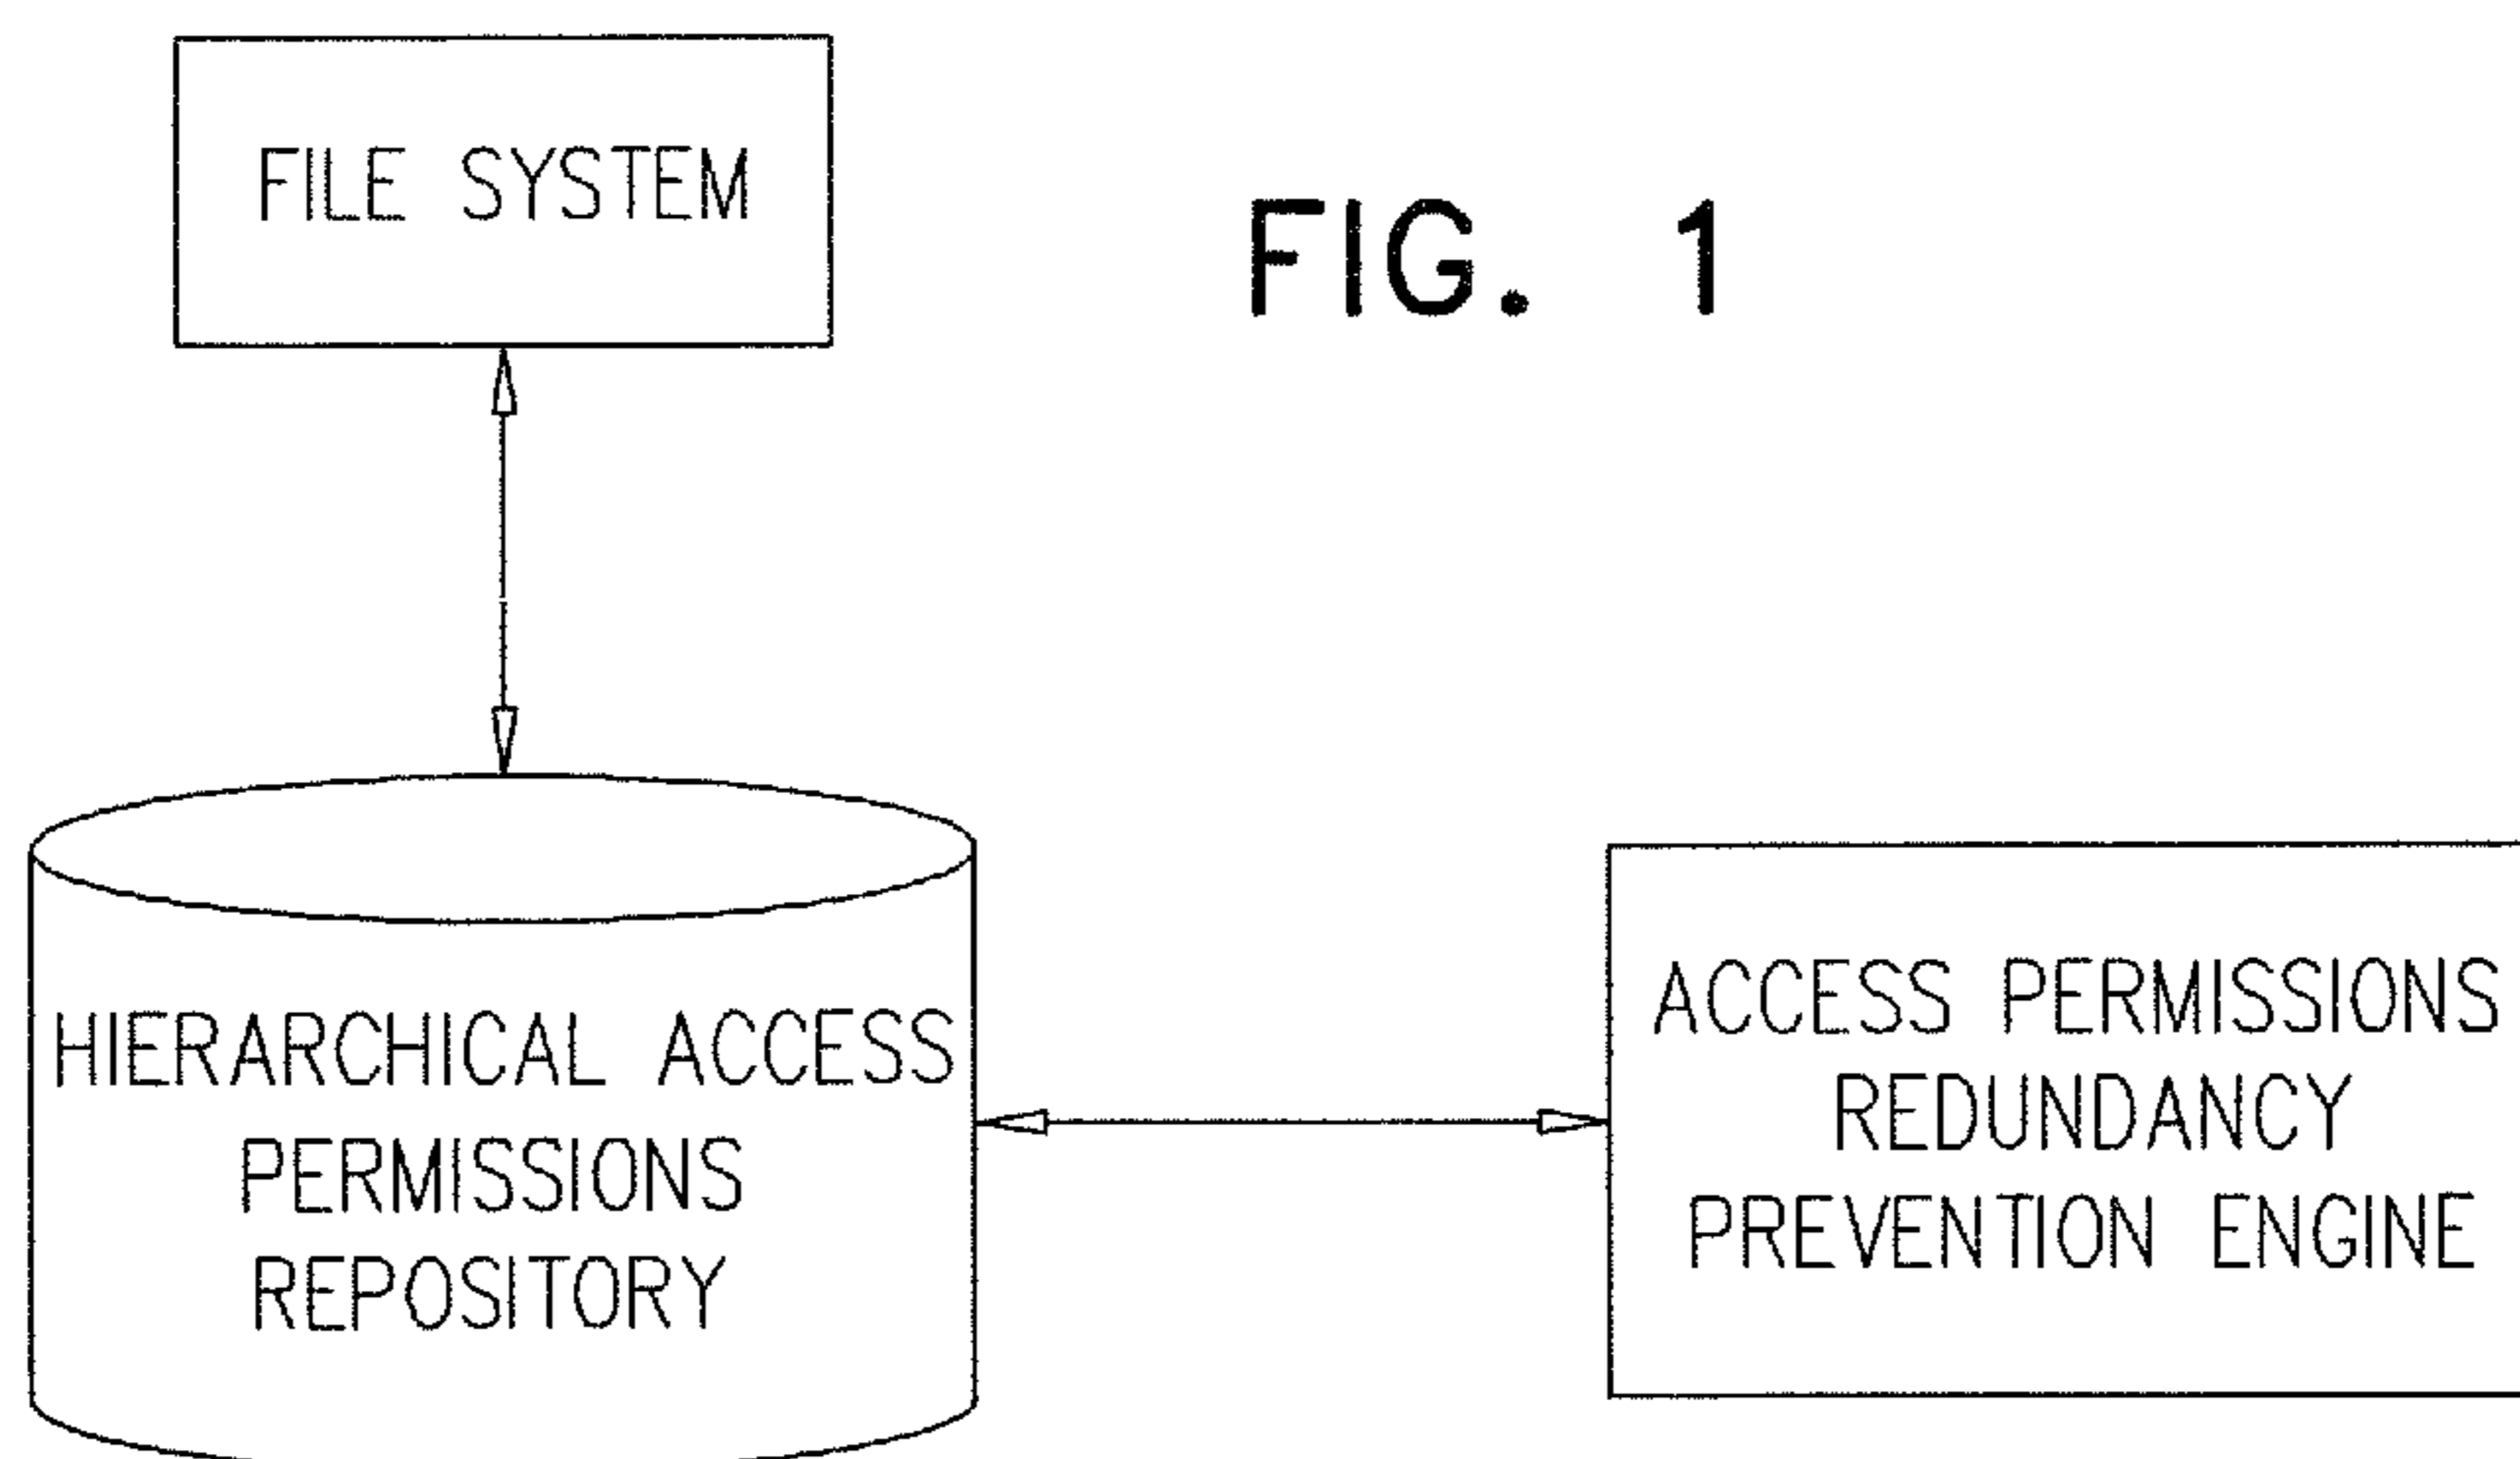 FILE SYSTEM
FIG. 1
HIERARCHICAL ACCESS
PERMISSIONS
REPOSITORY
ACCESS PERMISSIONS
REDUNDANCY
PREVENTION ENGINE